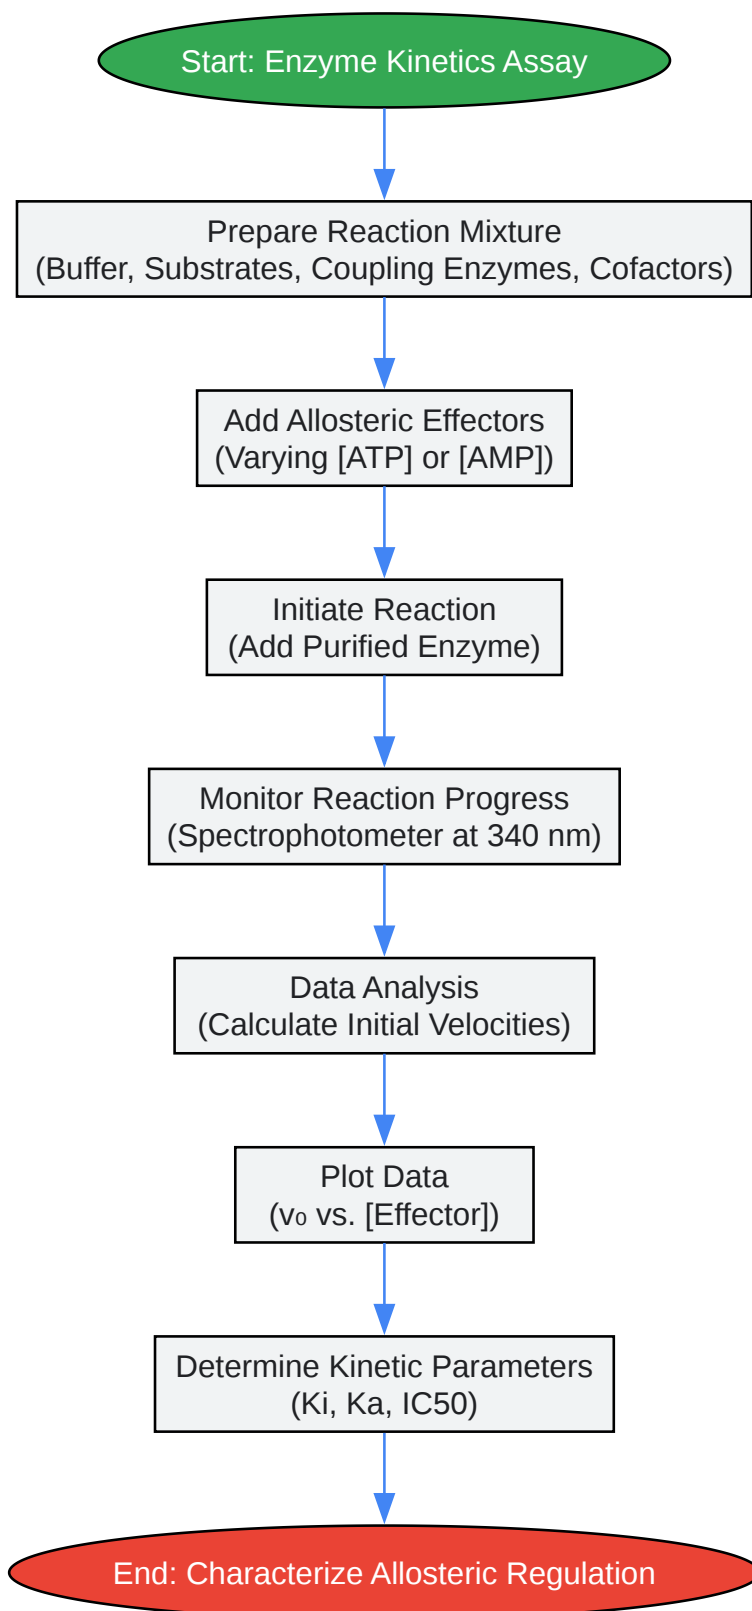 Start: Enzyme Kinetics Assay
Prepare Reaction Mixture
(Buffer, Substrates, Coupling Enzymes, Cofactors)
Add Allosteric Effectors
(Varying [ATP] or [AMP])
Initiate Reaction
(Add Purified Enzyme)
Monitor Reaction Progress
(Spectrophotometer at 340 nm)
Data Analysis
(Calculate Initial Velocities)
Plot Data
(v₀ vs. [Effector])
Determine Kinetic Parameters
(Ki, Ka, IC50)
End: Characterize Allosteric Regulation